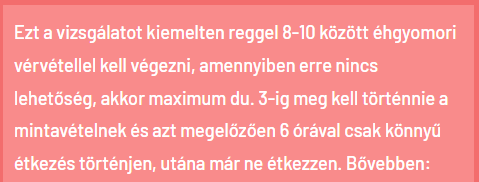 Ezt a vizsgálatot kiemelten reggel 8-10 között éhgyomori
vérvétellel kell végezni, amennyiben erre nincs
lehetőség, akkor maximum du. 3-ig meg kell történnie a
mintavételnek és azt megelőzően 6 órával csak könnyű
étkezés történjen, utána már ne étkezzen. Bővebben: